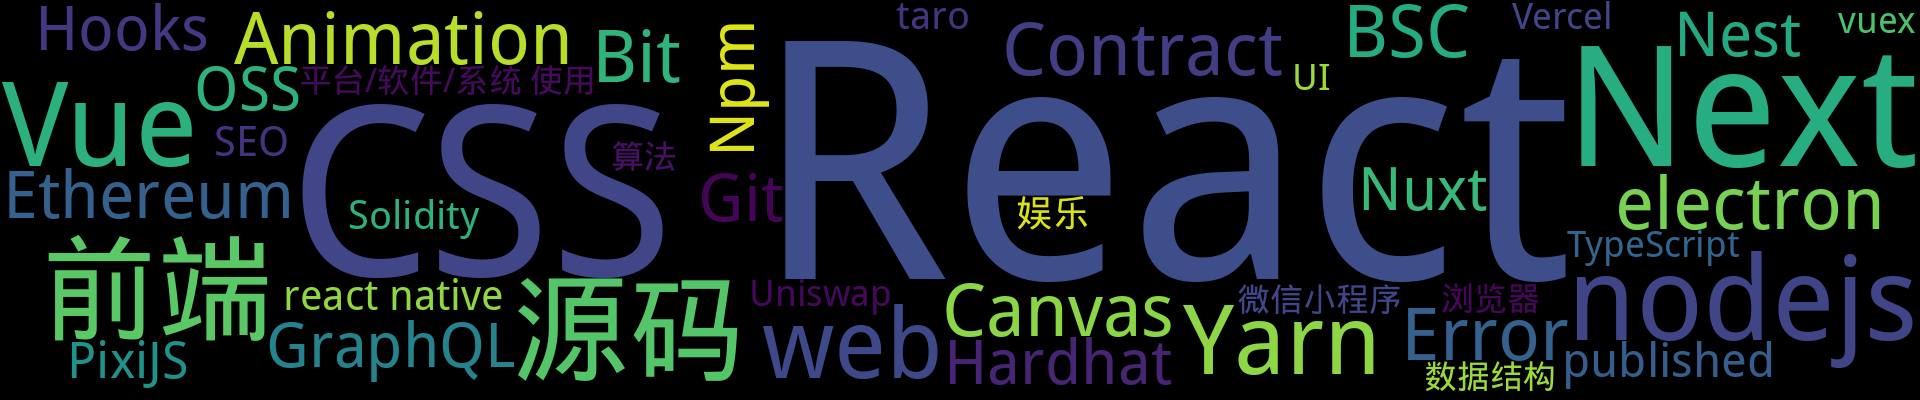 Hooks
Animation
Bit
Npm
taro
Contract
UI
BSC
Vercel
Nest
vuex
Vue
OSS
平台/软件/系统 使用
SEO
CSS
算法
React
Next
Ethereum
Solidity
Git
娱乐
Nuxt
electron
前端
react native
源码
Uniswap
Canvas
微信小程序
浏览器
TypeScript
nodejs
PixiJS
GraphQL
web
Hardhat
Yarn
Error
数据结构
published